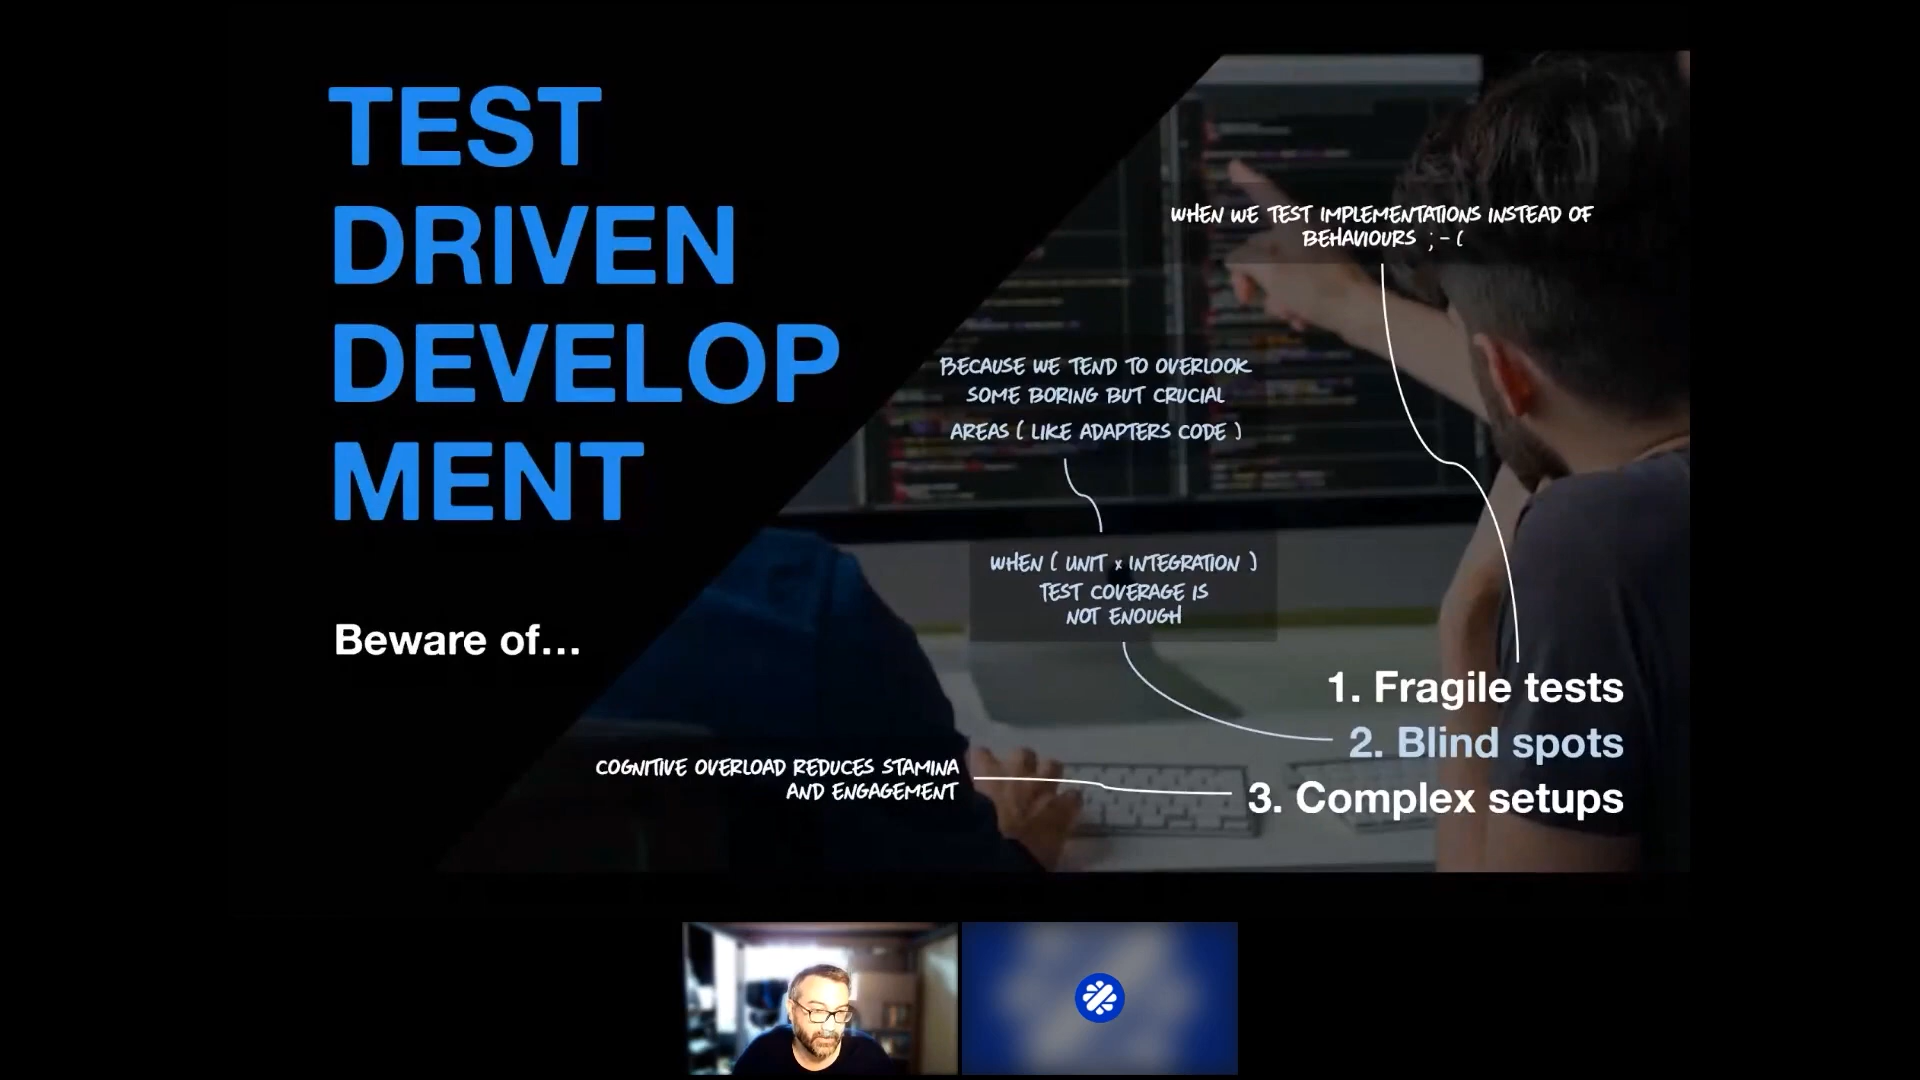 TEST
DRIVEN
DEVELOP
MENT
Beware of...
WHEN WE TEST IMPLEMENTATIONS INSTEAD OF
BEHAVIOURS ;-(
BECAUSE WE TEND TO OVERLOOK
SOME BORING BUT CRUCIAL
AREAS ( LIKE ADAPTERS CODE )
WHEN ( UNIT x INTEGRATION )
TEST COVERAGE IS
NOT ENOUGH
1. Fragile tests
2. Blind spots
3. Complex setups
COGNITIVE OVERLOAD REDUCES STAMINA
AND ENGAGEMENT